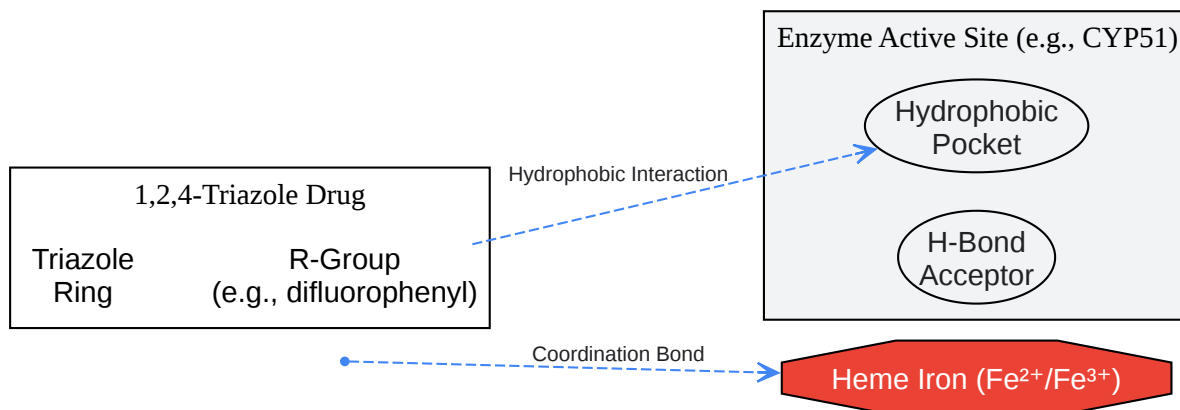 Enzyme Active Site (e.g., CYP51)
Hydrophobic
Pocket
Hydrophobic Interaction
1,2,4-Triazole Drug
Triazole
Ring
R-Group
(e.g., difluorophenyl)
H-Bond
Acceptor
Coordination Bond
Heme Iron (Fe²⁺/Fe³⁺)